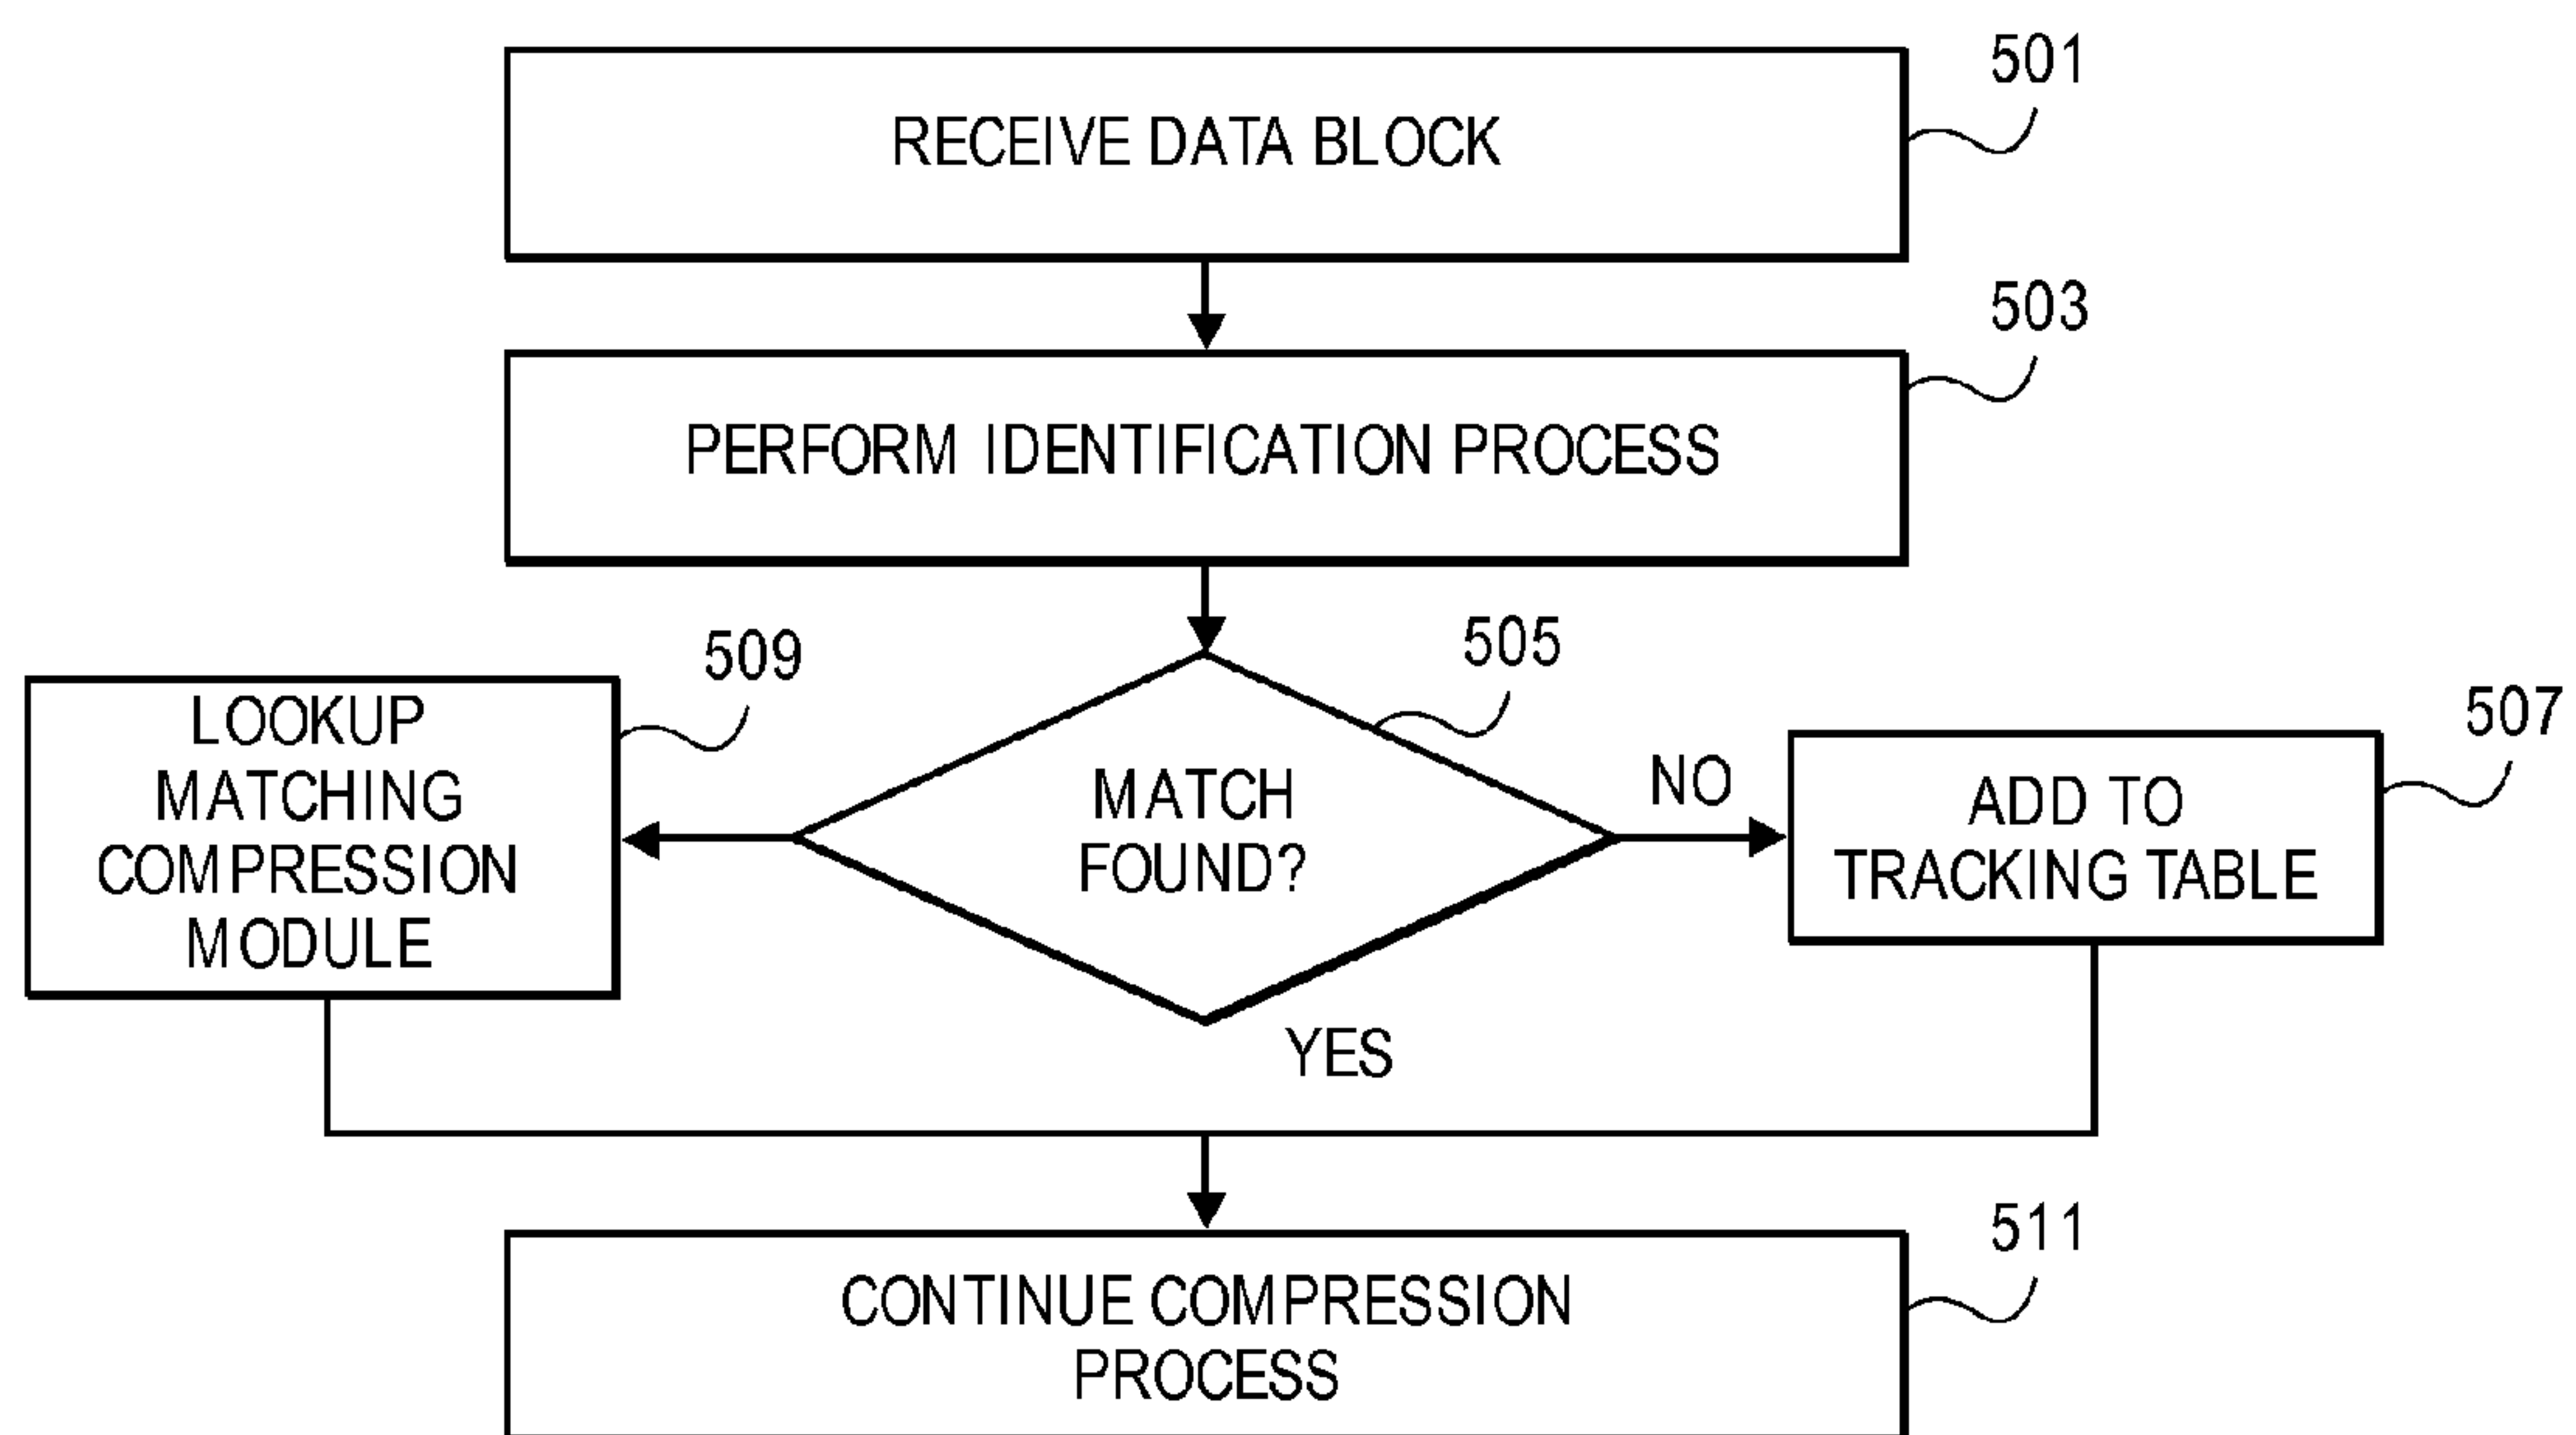 501
RECEIVE DATA BLOCK
503
PERFORM IDENTIFICATION PROCESS
509
LOOKUP
MATCHING
COMPRESSION
MODULE
505
MATCH
FOUND?
NO
YES
507
ADD TO
TRACKING TABLE
511
CONTINUE COMPRESSION
PROCESS